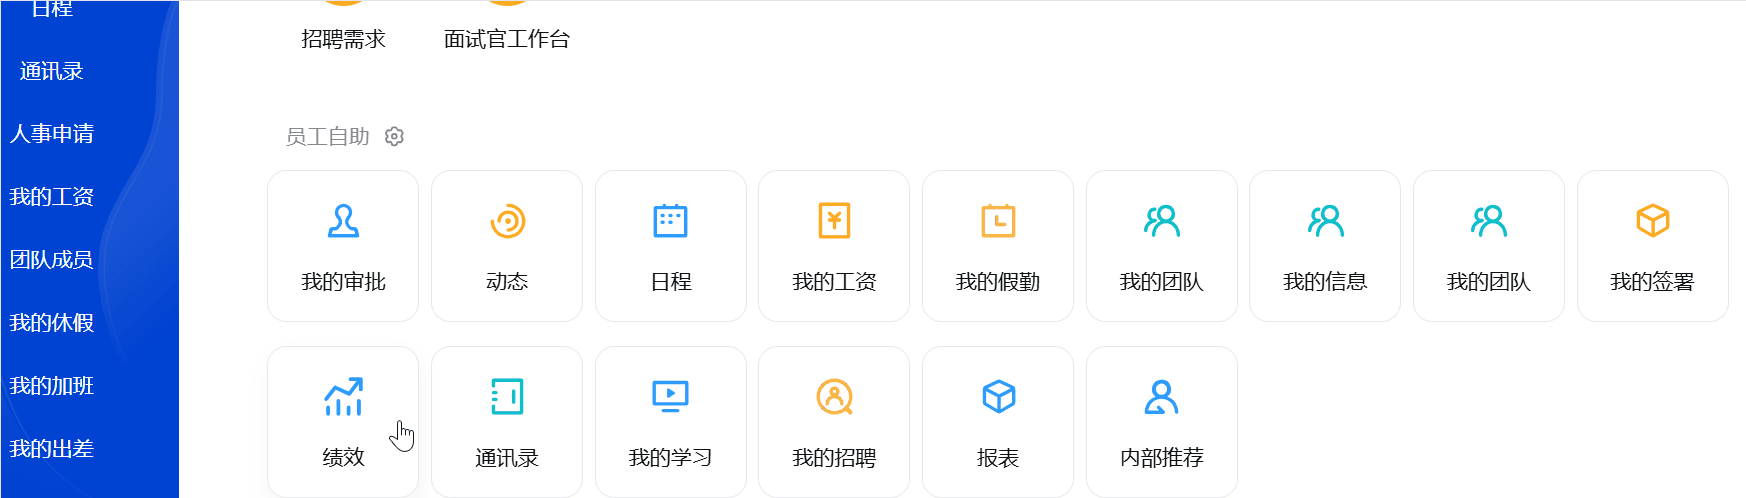 日程
通讯录
人事申请
我的工资
团队成员
我的休假
我的加班
我的出差
招聘需求
面试官工作台
员工自助
我的审批
动态
日程
我的工资
我的假勤
我的团队
我的信息
我的团队
我的签署
绩效
通讯录
我的学习
我的招聘
报表
内部推荐